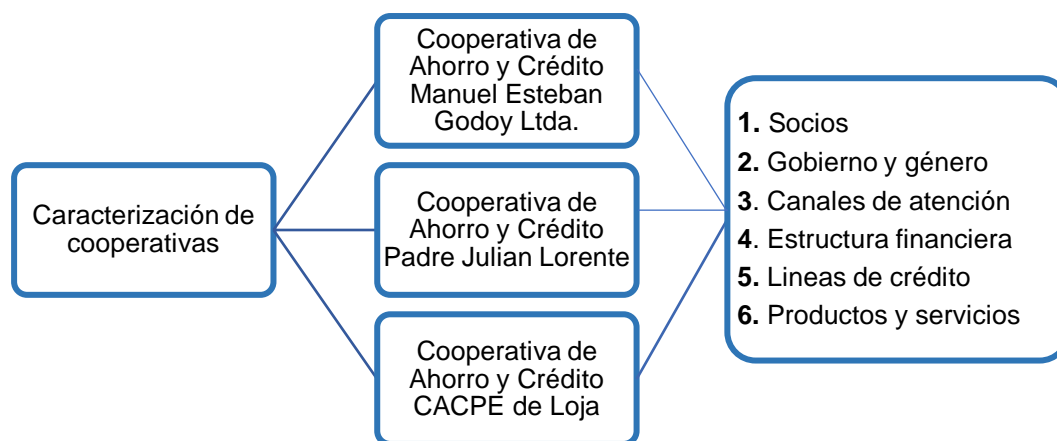 Caracterización de
cooperativas
Cooperativa de
Ahorro y Crédito
Manuel Esteban
Godoy Ltda.
Cooperativa de
Ahorro y Crédito
Padre Julian Lorente
Cooperativa de
Ahorro y Crédito
CACPE de Loja
1. Socios
2. Gobierno y género
3. Canales de atención
4. Estructura financiera
5. Lineas de crédito
6. Productos y servicios